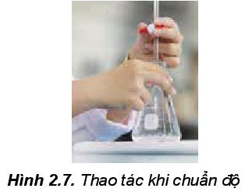 Hình 2.7. Thao tác khi chuẩn độ